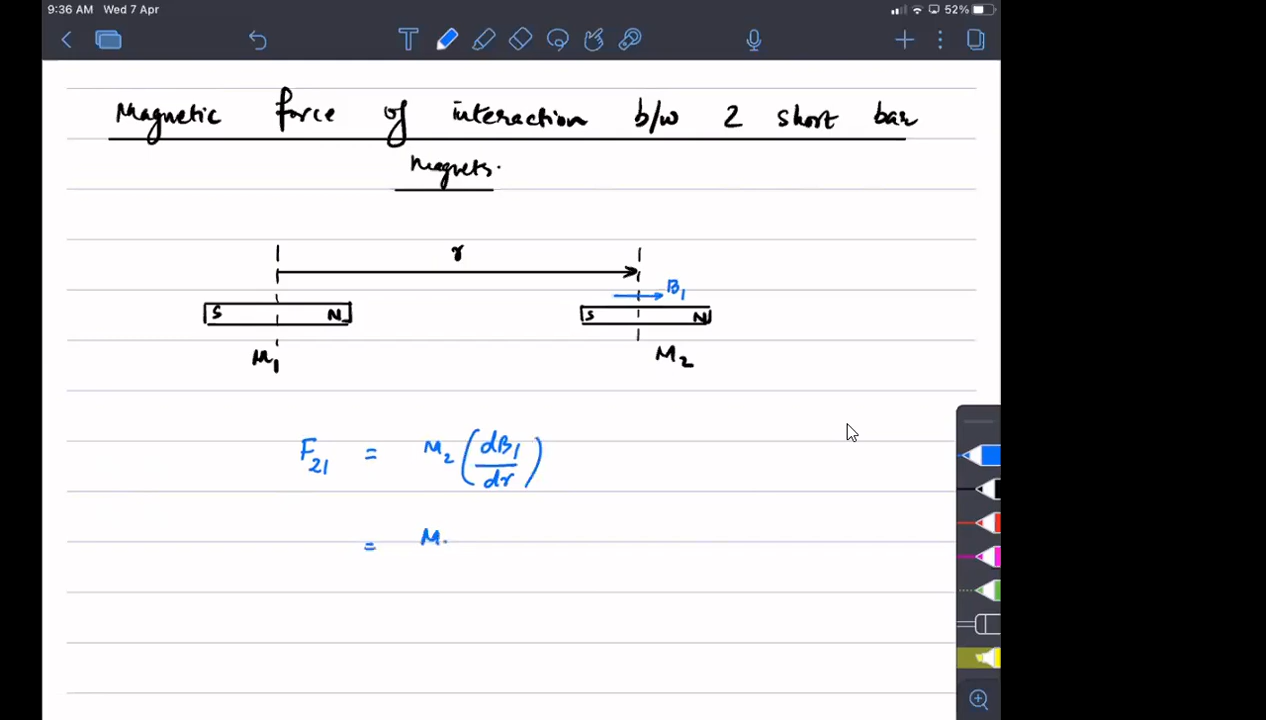 9:36 AM Wed 7 Apr
52%
Magnetic force of interaction b/w 2 short bar
Magnets.
r
B₁
S N
S N
M₁
M₂
F₂₁ = M₂ (dB₁/dr)
= M.